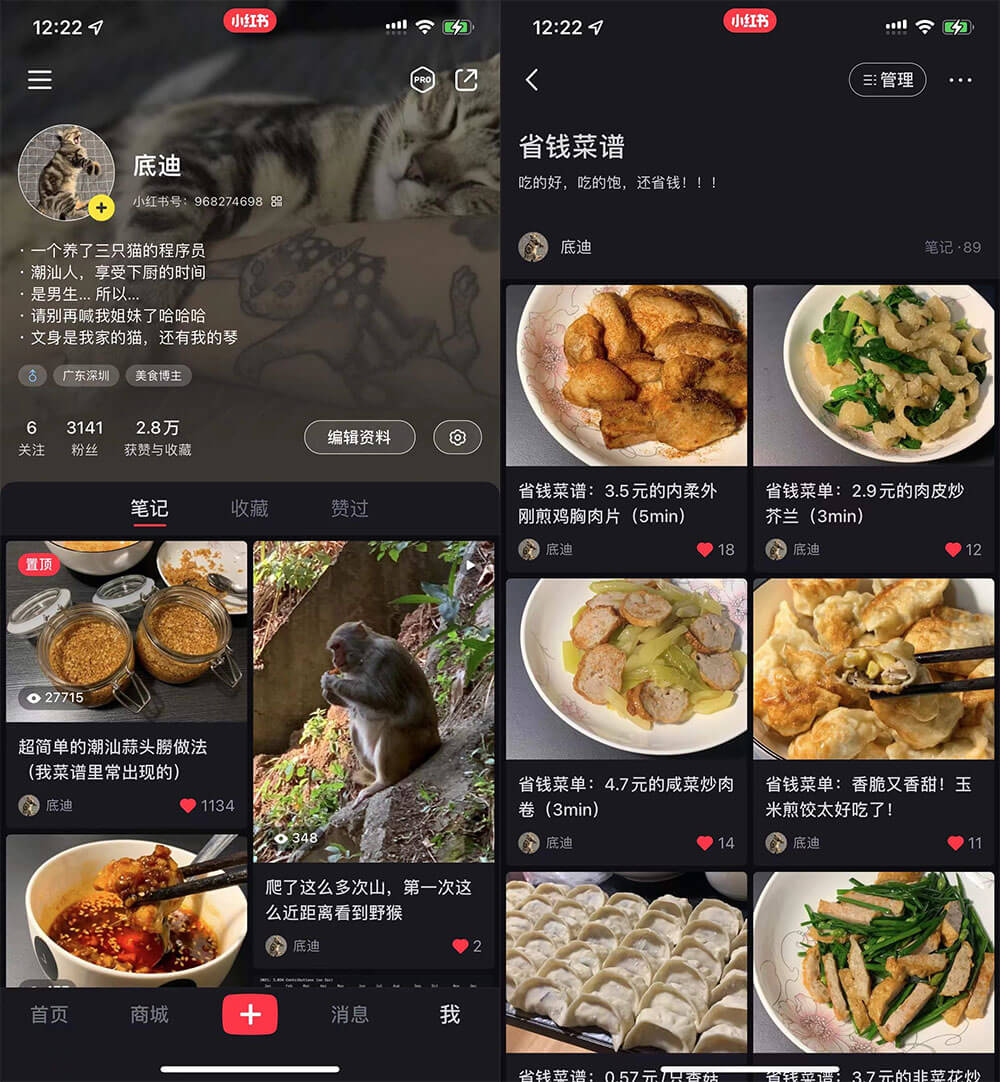 12:22
小红书
PRO
底迪
小红书号：968274698
· 一个养了三只猫的程序员
· 潮汕人，享受下厨的时间
· 是男生... 所以...
· 请别再喊我姐妹了哈哈哈
· 文身是我家的猫，还有我的琴
广东深圳
美食博主
6
关注
3141
粉丝
2.8万
获赞与收藏
编辑资料
笔记
收藏
赞过
置顶
27715
超简单的潮汕蒜头朥做法
（我菜谱里常出现的）
底迪
1134
348
爬了这么多次山，第一次这
么近距离看到野猴
底迪
2
首页
商城
消息
我
12:22
小红书
管理
省钱菜谱
吃的好，吃的饱，还省钱！！！
底迪
笔记 · 89
省钱菜谱：3.5元的内柔外
刚煎鸡胸肉片（5min）
底迪
18
省钱菜单：2.9元的肉皮炒
芥兰（3min）
底迪
12
省钱菜单：4.7元的咸菜炒肉
卷（3min）
底迪
14
省钱菜单：香脆又香甜！玉
米煎饺太好吃了！
底迪
11
省钱菜谱：0.57元/只香菇
省钱菜谱：3.7元的韭菜花炒